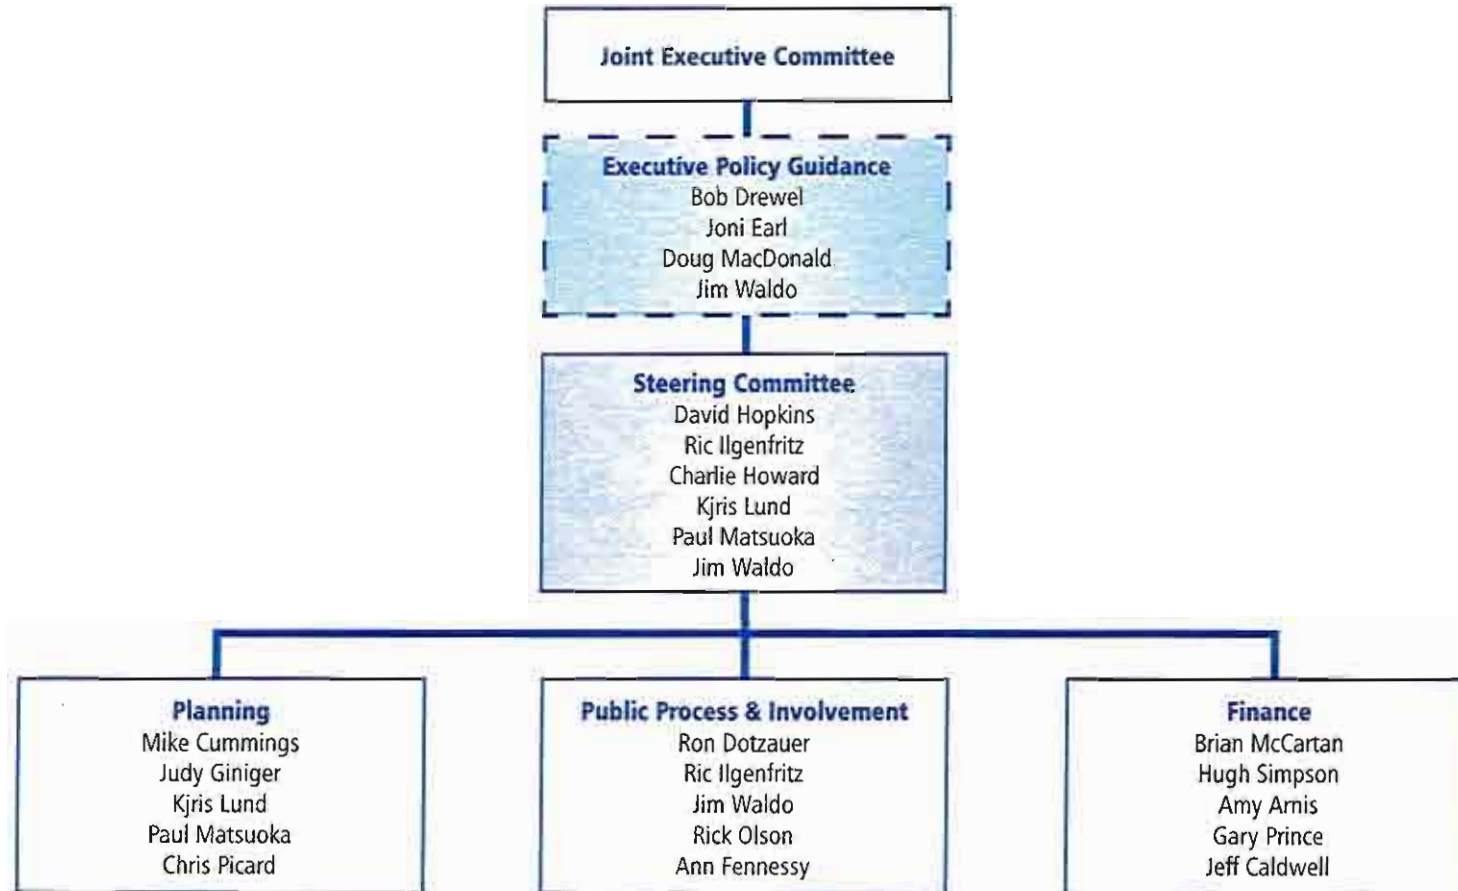 Joint Executive Committee
Executive Policy Guidance
Bob Drewel
Joni Earl
Doug MacDonald
Jim Waldo
Steering Committee
David Hopkins
Ric Ilgenfritz
Charlie Howard
Kjris Lund
Paul Matsuoka
Jim Waldo
Planning
Mike Cummings
Judy Giniger
Kjris Lund
Paul Matsuoka
Chris Picard
Public Process & Involvement
Ron Dotzauer
Ric Ilgenfritz
Jim Waldo
Rick Olson
Ann Fennessy
Finance
Brian McCartan
Hugh Simpson
Amy Arnis
Gary Prince
Jeff Caldwell